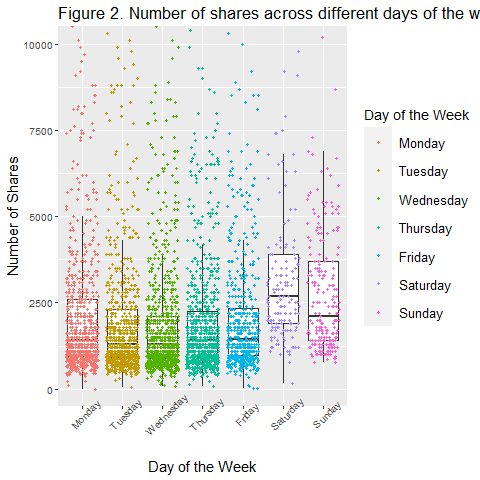 Figure 2. Number of shares across different days of the w
10000
7500
5000
2500
0
Number of Shares
Monday
Tuesday
Wednesday
Thursday
Friday
Saturday
Sunday
Day of the Week
Day of the Week
Monday
Tuesday
Wednesday
Thursday
Friday
Saturday
Sunday